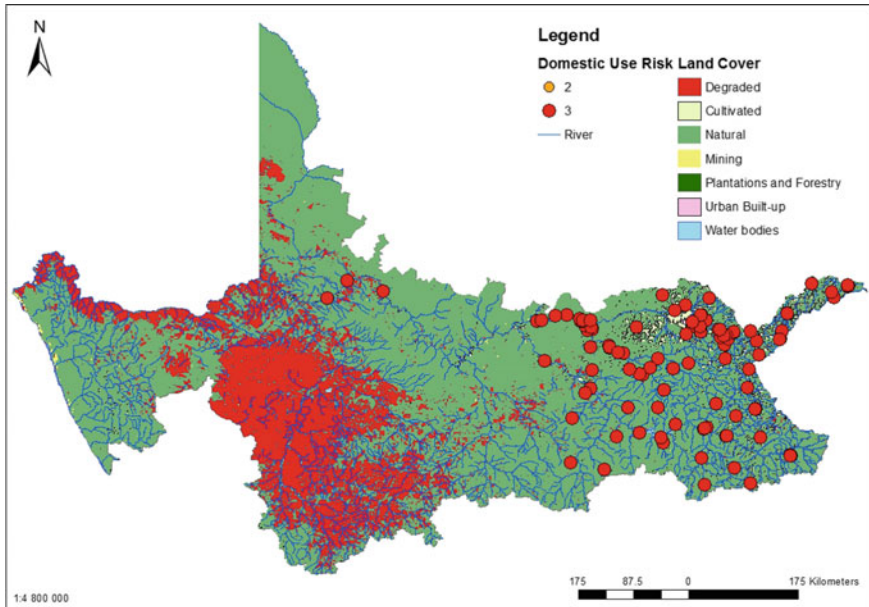 N
Legend
Domestic Use Risk Land Cover
2
3
River
Degraded
Cultivated
Natural
Mining
Plantations and Forestry
Urban Built-up
Water bodies
1:4 800 000
175 87.5 0 175 Kilometers